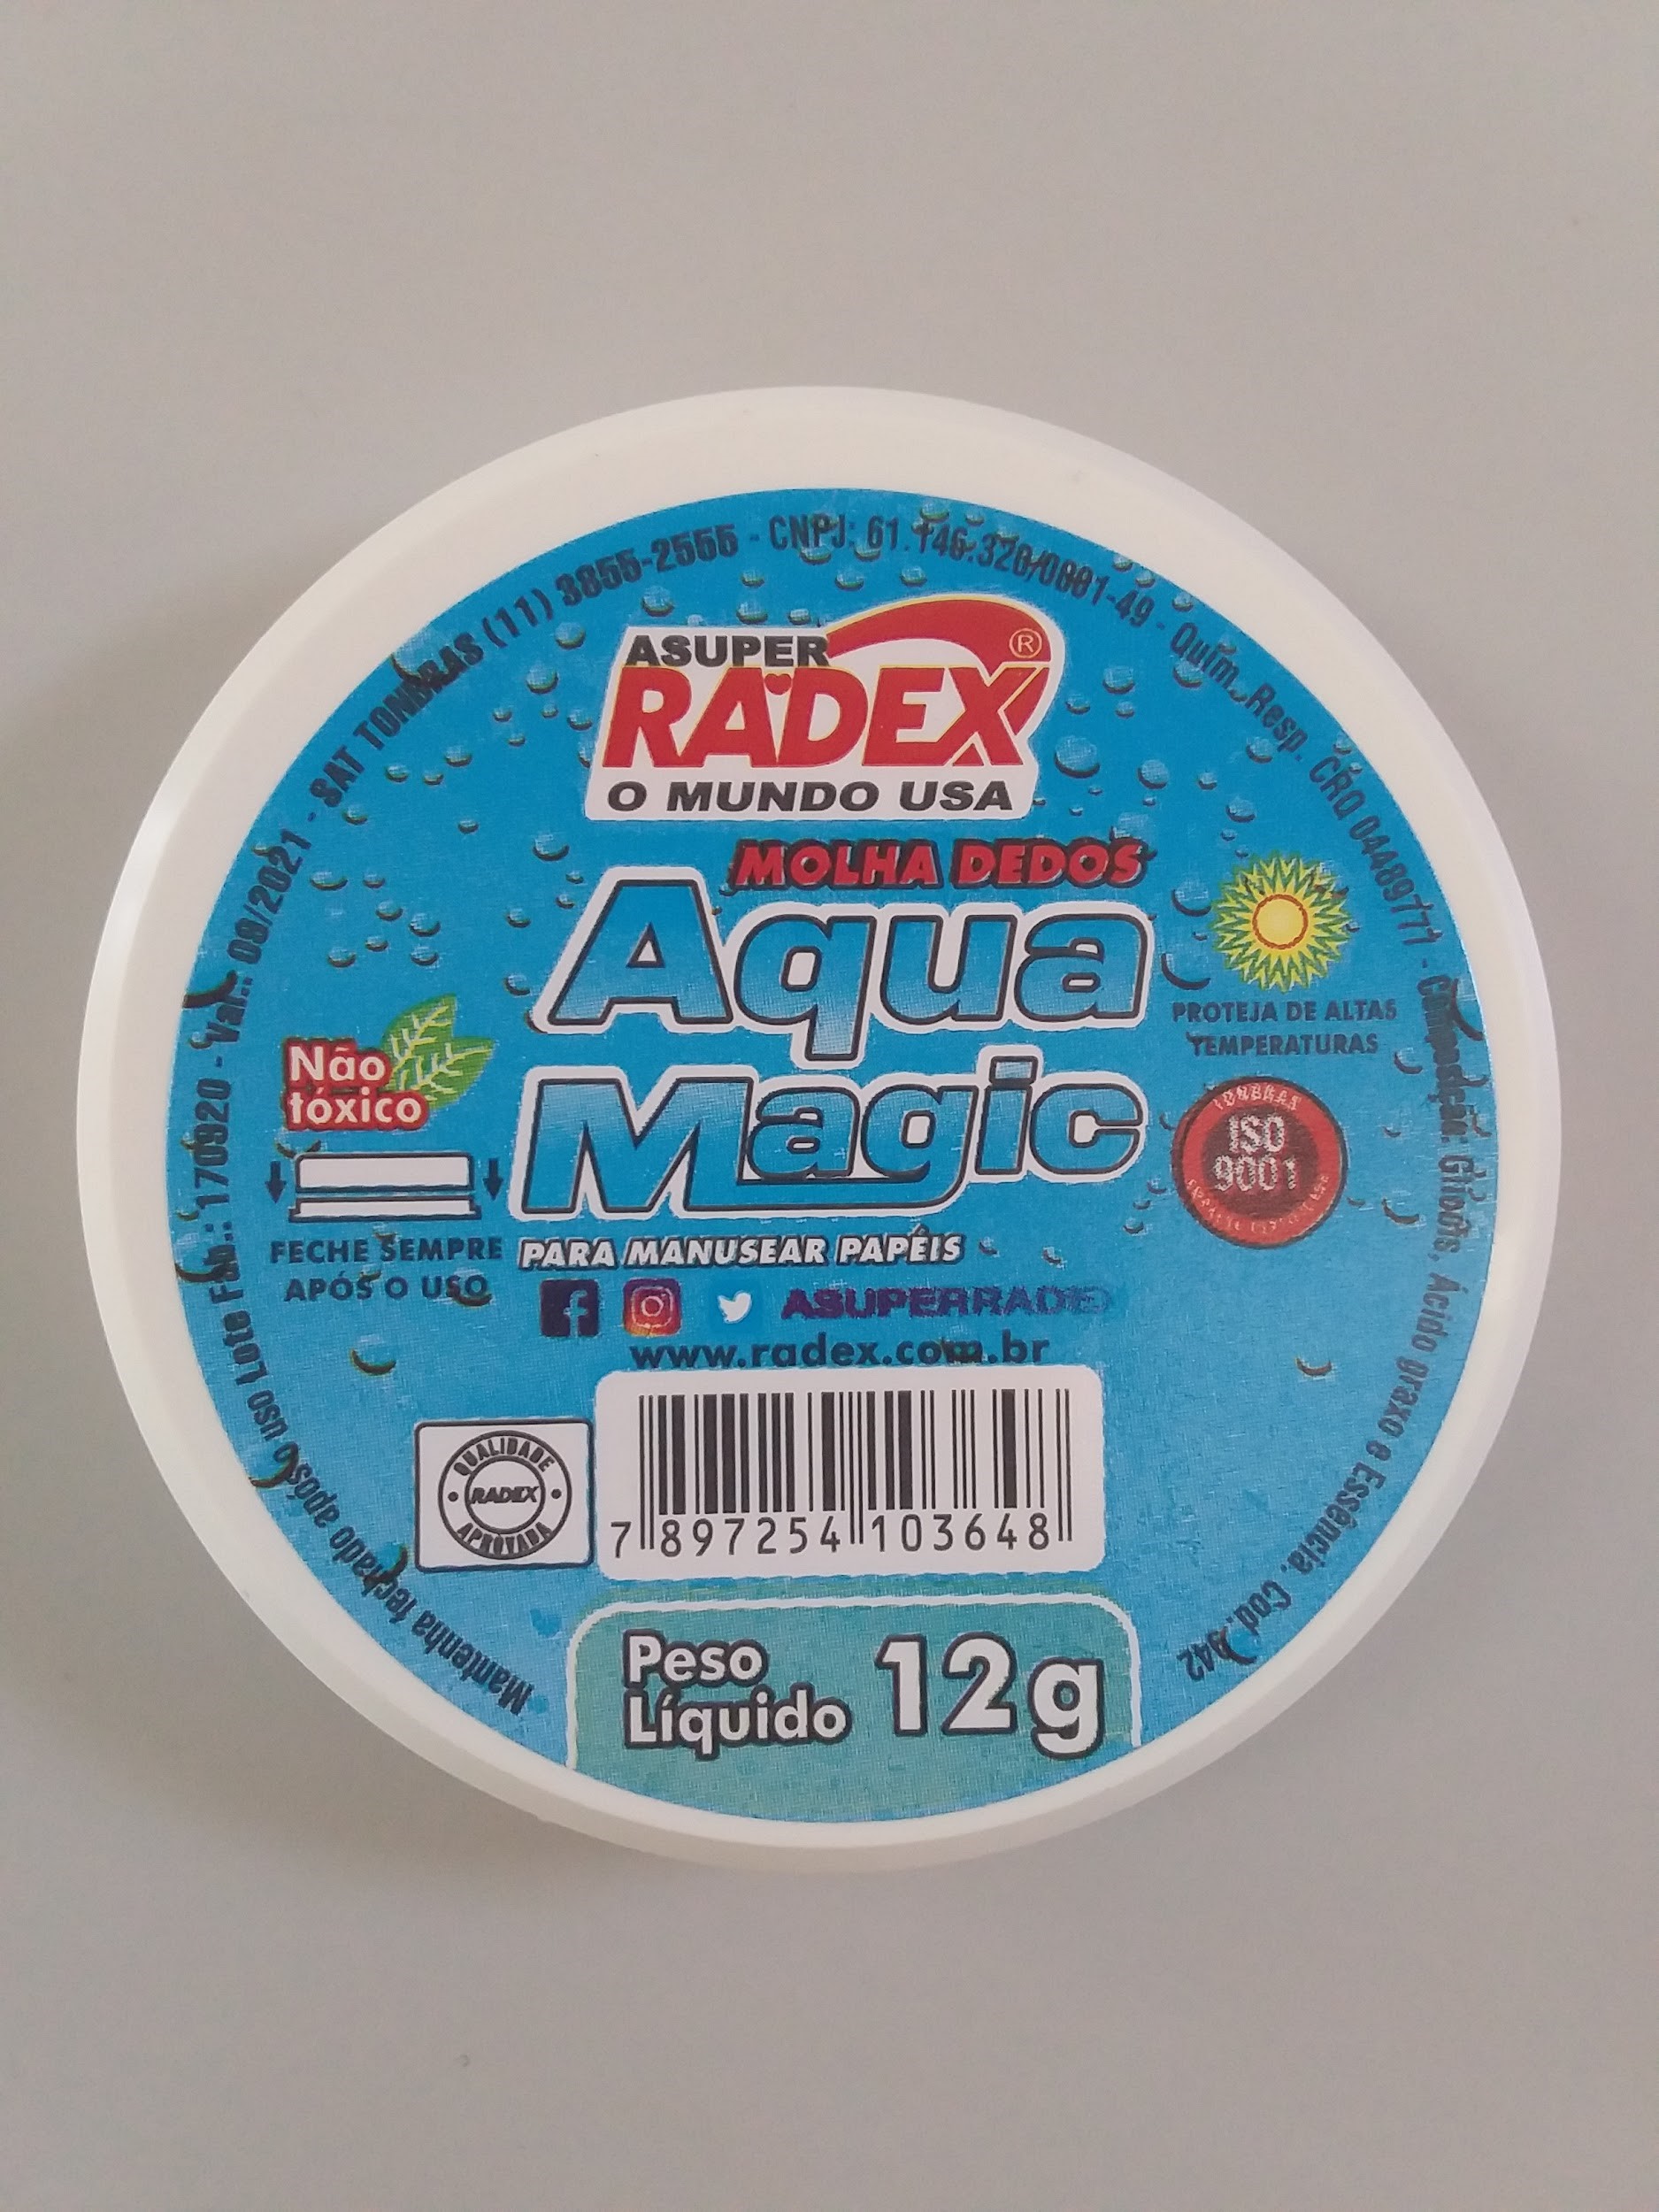 Mantenha fechado após o uso Lote Fab.: 170920 - Val.: 09/2021 - SAT TONBRAS (11) 3855-2555 - CNPJ: 61.146.320/0001-49 - Quím. Resp. CRQ 04489771 - Composição: Glicóis, Ácido graxo e Essência. Cod.
ASUPER
RADEX®
O MUNDO USA
MOLHA DEDOS
Aqua
Magic
PARA MANUSEAR PAPÉIS
Não
tóxico
FECHE SEMPRE
APÓS O USO
PROTEJA DE ALTAS
TEMPERATURAS
TONBRAS
ISO
9001
ASUPERRADEX
www.radex.com.br
QUALIDADE
RADEX
APROVADA
7 897254 103648
Peso
Líquido 12g